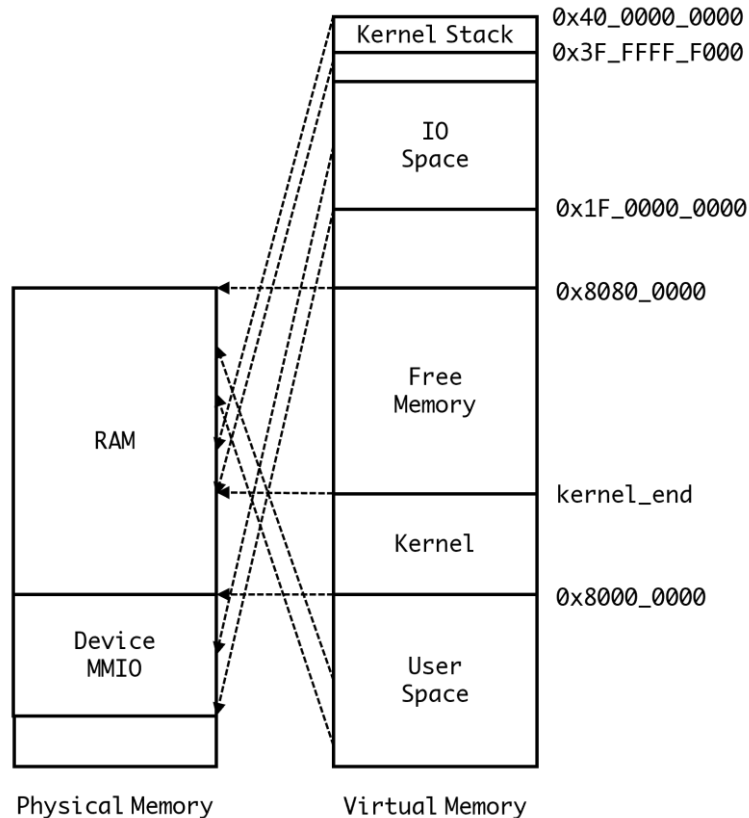 0x40_0000_0000
Kernel Stack
0x3F_FFFF_F000
IO
Space
0x1F_0000_0000
0x8080_0000
Free
Memory
RAM
kernel_end
Kernel
0x8000_0000
Device
MMIO
User
Space
Physical Memory
Virtual Memory